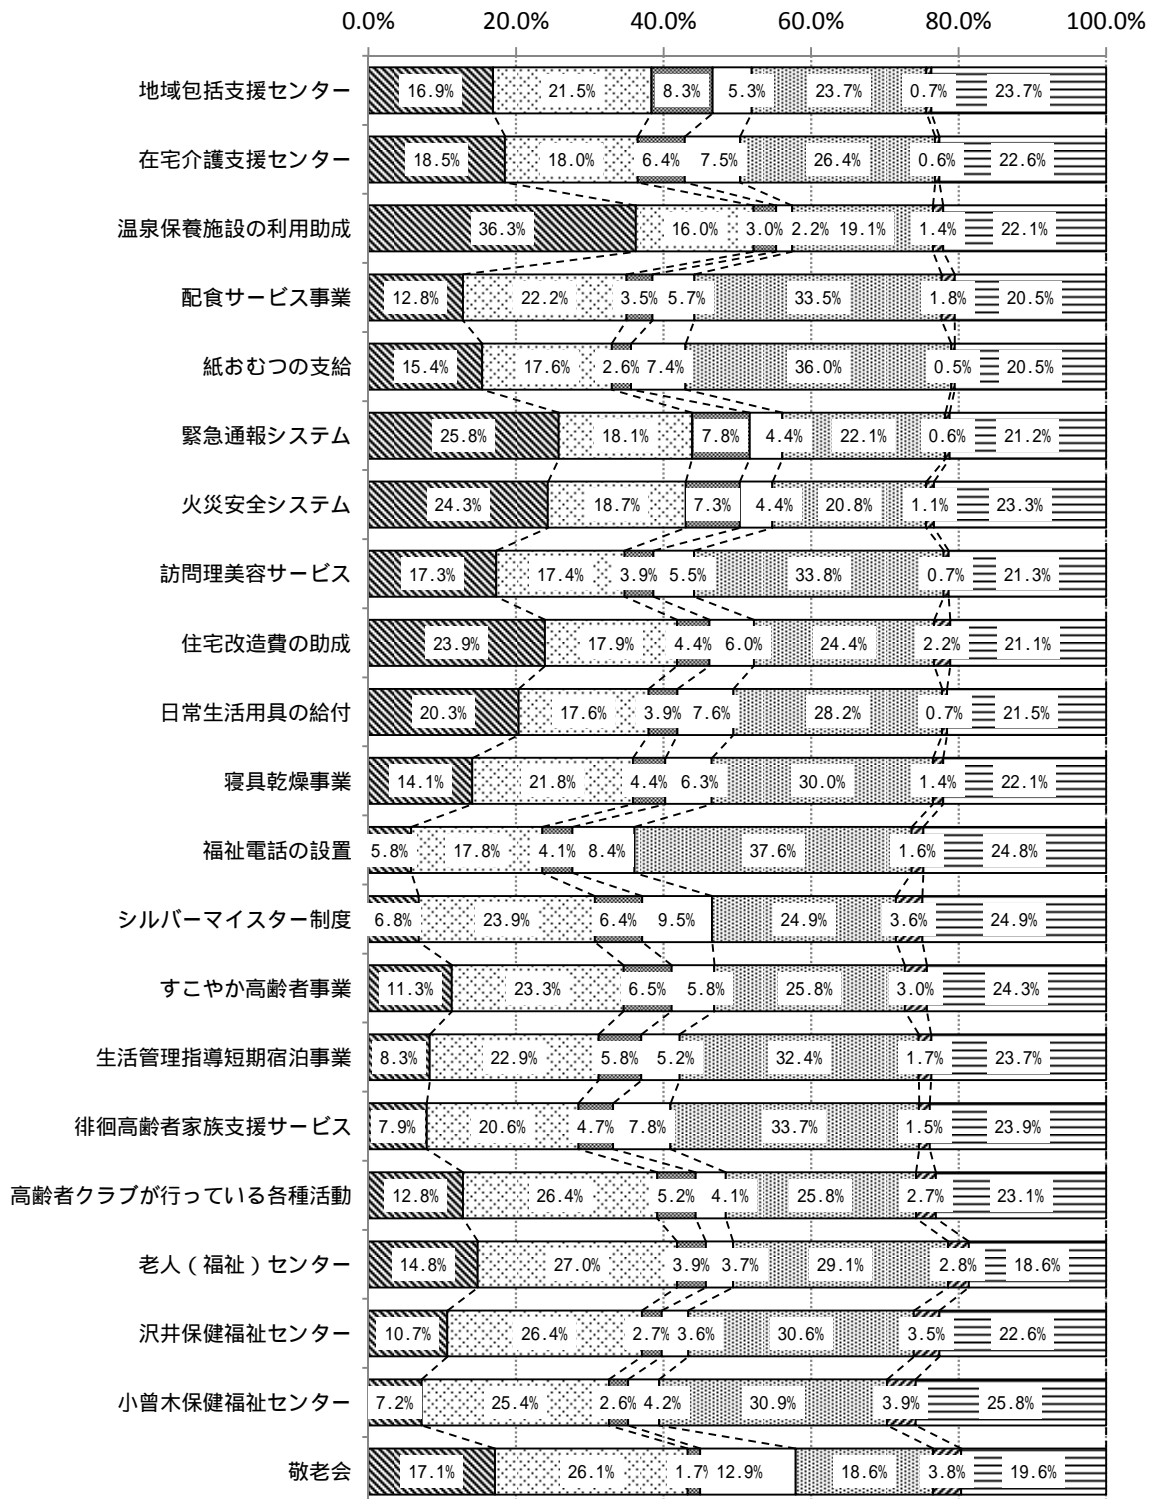 0.0% 20.0% 40.0% 60.0% 80.0% 100.0%
地域包括支援センター 16.9% 21.5% 8.3% 5.3% 23.7% 0.7% 23.7%
在宅介護支援センター 18.5% 18.0% 6.4% 7.5% 26.4% 0.6% 22.6%
温泉保養施設の利用助成 36.3% 16.0% 3.0% 2.2% 19.1% 1.4% 22.1%
配食サービス事業 12.8% 22.2% 3.5% 5.7% 33.5% 1.8% 20.5%
紙おむつの支給 15.4% 17.6% 2.6% 7.4% 36.0% 0.5% 20.5%
緊急通報システム 25.8% 18.1% 7.8% 4.4% 22.1% 0.6% 21.2%
火災安全システム 24.3% 18.7% 7.3% 4.4% 20.8% 1.1% 23.3%
訪問理美容サービス 17.3% 17.4% 3.9% 5.5% 33.8% 0.7% 21.3%
住宅改造費の助成 23.9% 17.9% 4.4% 6.0% 24.4% 2.2% 21.1%
日常生活用具の給付 20.3% 17.6% 3.9% 7.6% 28.2% 0.7% 21.5%
寝具乾燥事業 14.1% 21.8% 4.4% 6.3% 30.0% 1.4% 22.1%
福祉電話の設置 5.8% 17.8% 4.1% 8.4% 37.6% 1.6% 24.8%
シルバーマイスター制度 6.8% 23.9% 6.4% 9.5% 24.9% 3.6% 24.9%
すこやか高齢者事業 11.3% 23.3% 6.5% 5.8% 25.8% 3.0% 24.3%
生活管理指導短期宿泊事業 8.3% 22.9% 5.8% 5.2% 32.4% 1.7% 23.7%
徘徊高齢者家族支援サービス 7.9% 20.6% 4.7% 7.8% 33.7% 1.5% 23.9%
高齢者クラブが行っている各種活動 12.8% 26.4% 5.2% 4.1% 25.8% 2.7% 23.1%
老人(福祉)センター 14.8% 27.0% 3.9% 3.7% 29.1% 2.8% 18.6%
沢井保健福祉センター 10.7% 26.4% 2.7% 3.6% 30.6% 3.5% 22.6%
小曾木保健福祉センター 7.2% 25.4% 2.6% 4.2% 30.9% 3.9% 25.8%
敬老会 17.1% 26.1% 1.7% 12.9% 18.6% 3.8% 19.6%